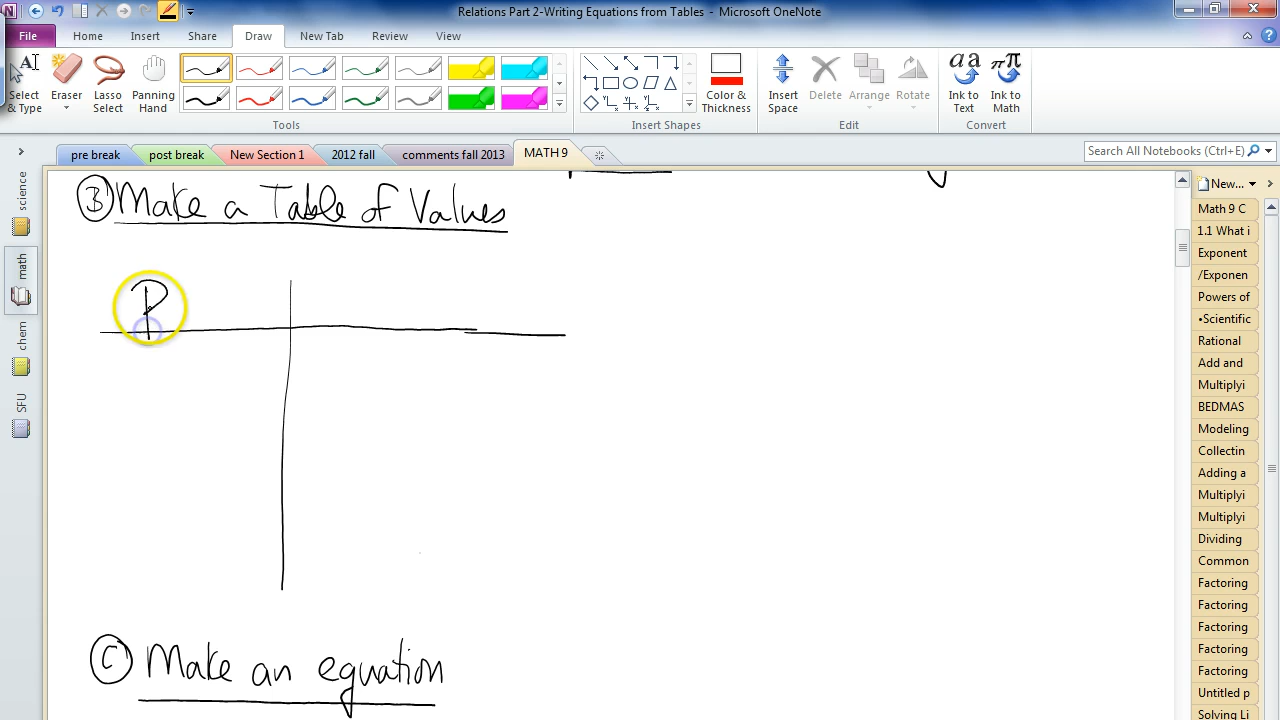 Relations Part 2-Writing Equations from Tables - Microsoft OneNote
File Home Insert Share Draw New Tab Review View
Select & Type
Eraser
Lasso Select
Panning Hand
Color & Thickness
Insert Space
Delete
Arrange
Rotate
Ink to Text
Ink to Math
Tools Insert Shapes Edit Convert
pre break post break New Section 1 2012 fall comments fall 2013 MATH 9
Search All Notebooks (Ctrl+E)
science
math
chem
SFU
B Make a Table of Values
P
C Make an equation
New...
Math 9 C
1.1 What i
Exponent
/Exponen
Powers of
•Scientific
Rational
Add and
Multiplyi
BEDMAS
Modeling
Collectin
Adding a
Multiplyi
Multiplyi
Dividing
Common
Factoring
Factoring
Factoring
Factoring
Factoring
Untitled p
Solving Li